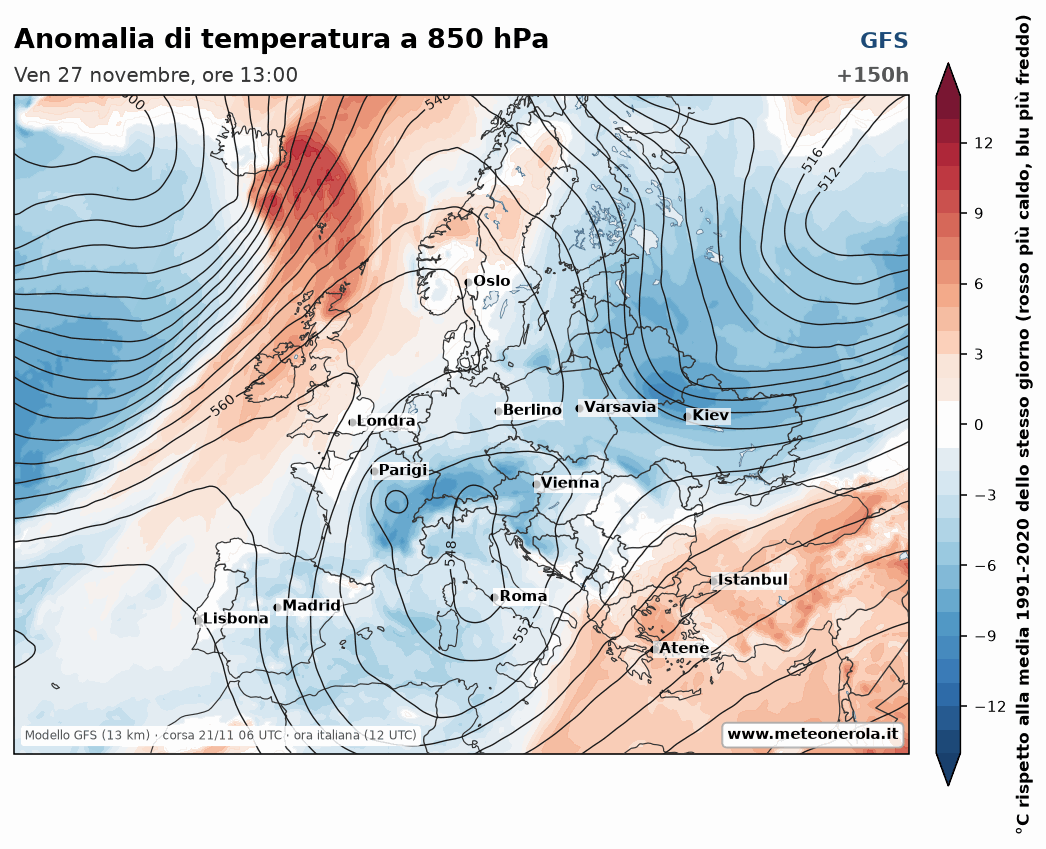 Anomalia di temperatura a 850 hPa
GFS
Ven 27 novembre, ore 13:00
+150h
540
516
512
Oslo
560
Londra
Berlino
Varsavia
Kiev
Parigi
Vienna
548
552
Roma
Istanbul
Madrid
Lisbona
Atene
Modello GFS (13 km) · corsa 21/11 06 UTC · ora italiana (12 UTC)
www.meteonerola.it
12
9
6
3
0
−3
−6
−9
−12
°C rispetto alla media 1991-2020 dello stesso giorno (rosso più caldo, blu più freddo)